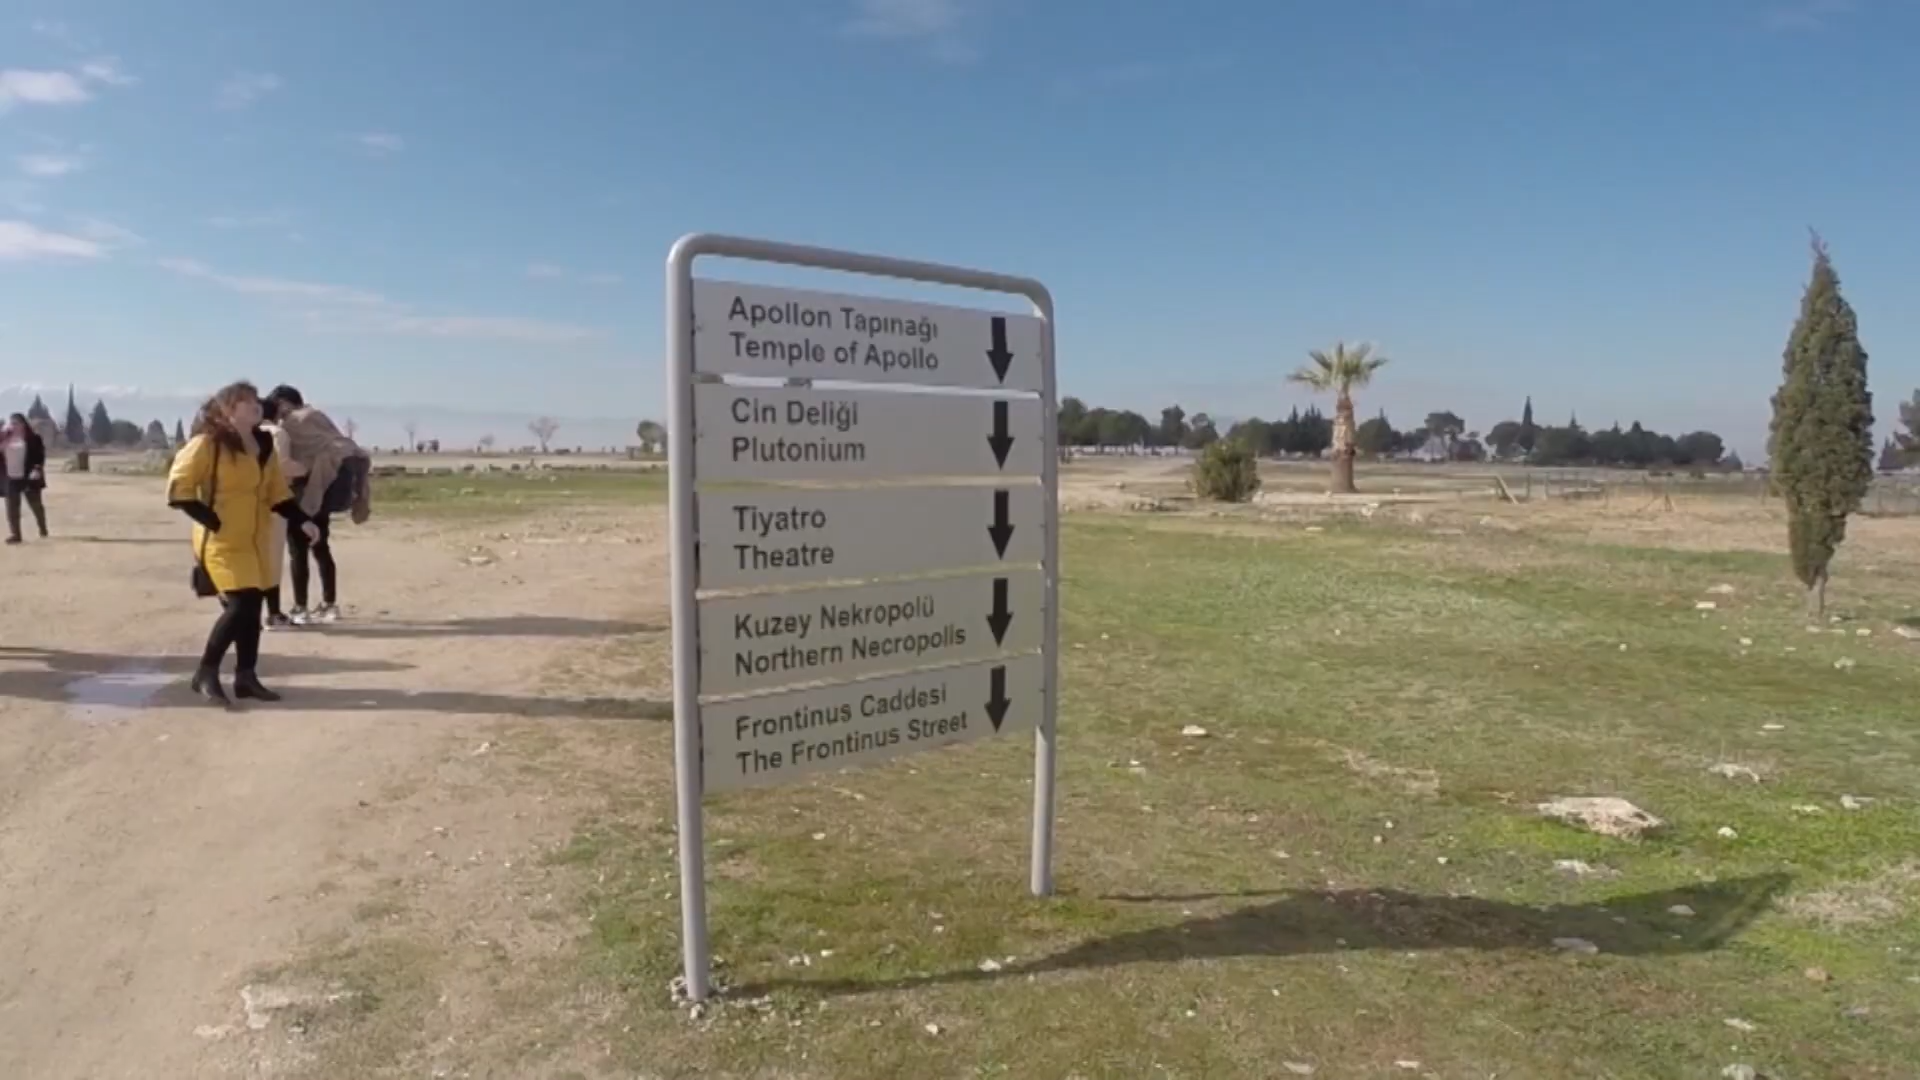 Apollon Tapınağı
Temple of Apollo
Cin Deliği
Plutonium
Tiyatro
Theatre
Kuzey Nekropolü
Northern Necropolis
Frontinus Caddesi
The Frontinus Street